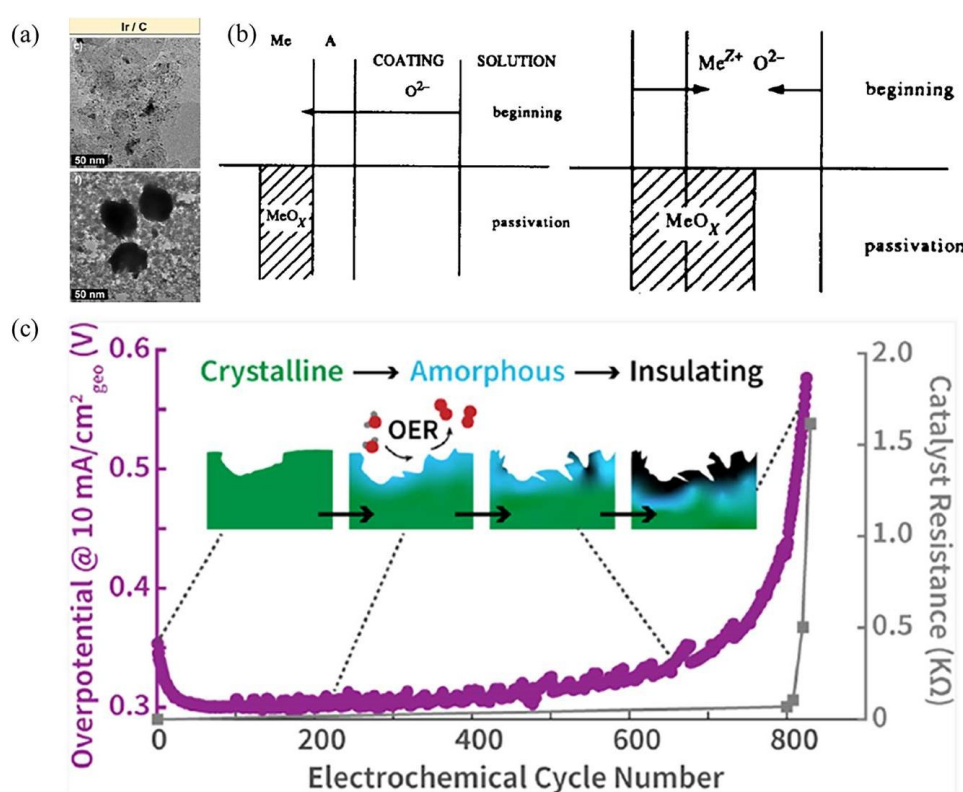 (a)
Ir / C
e)
50 nm
f)
50 nm
(b)
Me A COATING SOLUTION
O²⁻
beginning
MeOX
passivation
Meᶻ⁺ O²⁻
beginning
MeOX
passivation
(c)
Crystalline → Amorphous → Insulating
OER
Overpotential @ 10 mA/cm²geo (V)
0.6
0.5
0.4
0.3
Catalyst Resistance (KΩ)
2.0
1.5
1.0
0.5
0
0 200 400 600 800
Electrochemical Cycle Number